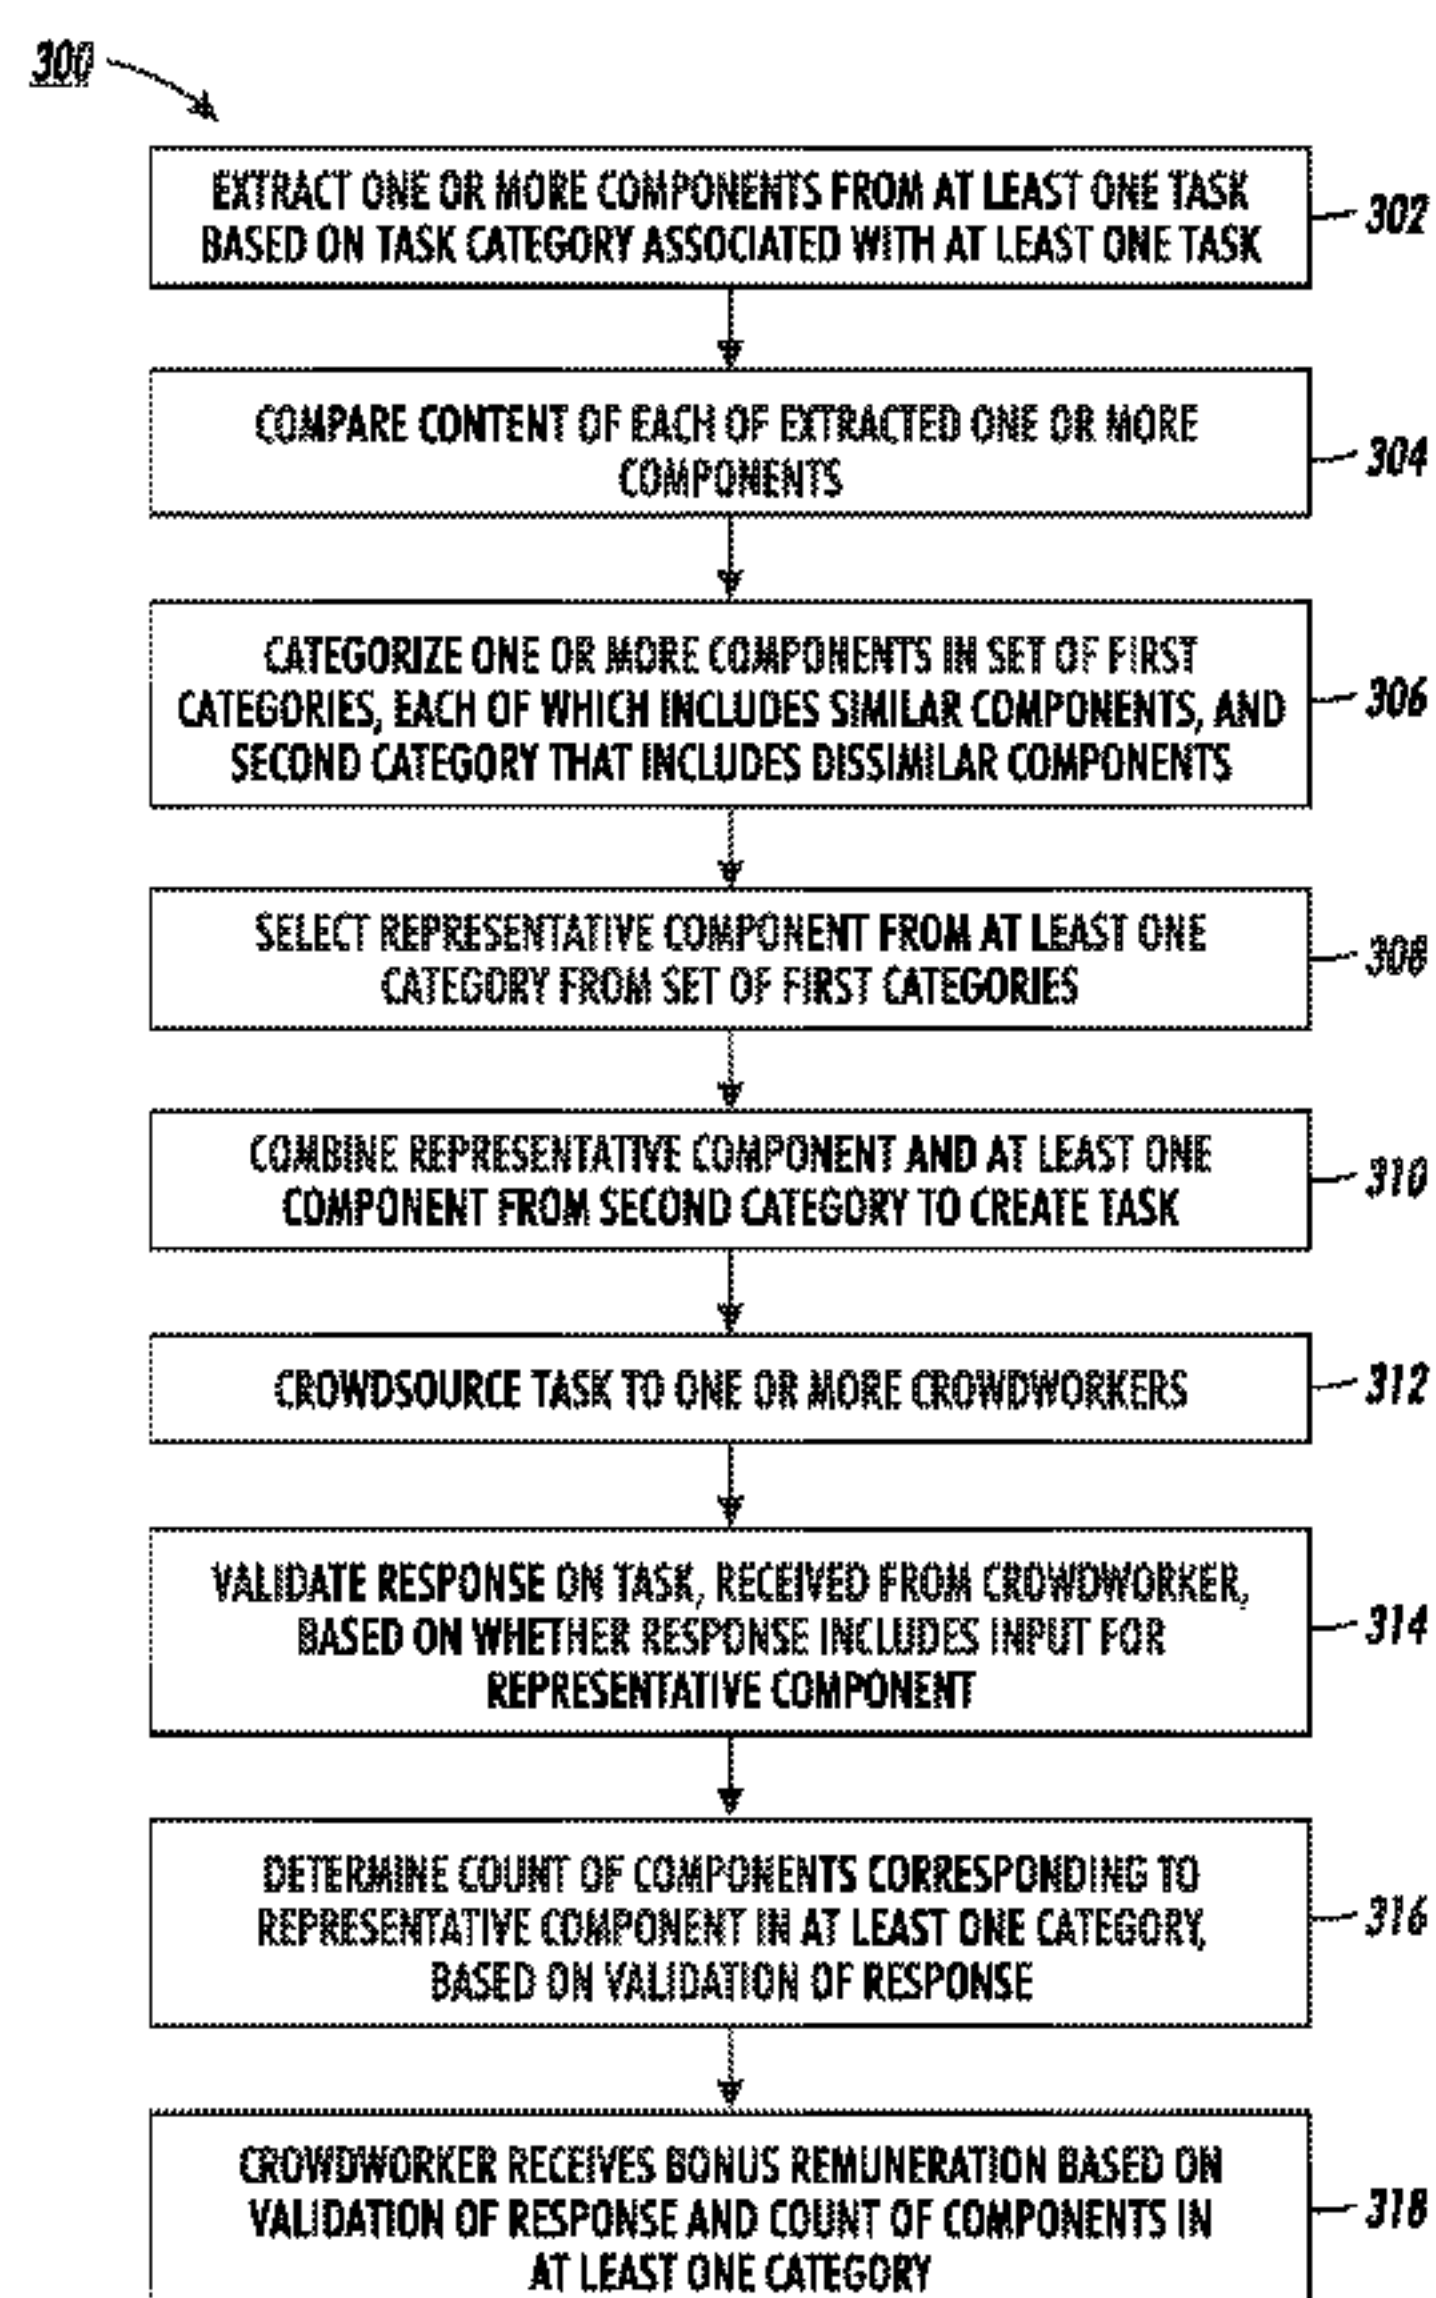 300
EXTRACT ONE OR MORE COMPONENTS FROM AT LEAST ONE TASK
BASED ON TASK CATEGORY ASSOCIATED WITH AT LEAST ONE TASK
302
COMPARE CONTENT OF EACH OF EXTRACTED ONE OR MORE
COMPONENTS
304
CATEGORIZE ONE OR MORE COMPONENTS IN SET OF FIRST
CATEGORIES, EACH OF WHICH INCLUDES SIMILAR COMPONENTS, AND
SECOND CATEGORY THAT INCLUDES DISSIMILAR COMPONENTS
306
SELECT REPRESENTATIVE COMPONENT FROM AT LEAST ONE
CATEGORY FROM SET OF FIRST CATEGORIES
308
COMBINE REPRESENTATIVE COMPONENT AND AT LEAST ONE
COMPONENT FROM SECOND CATEGORY TO CREATE TASK
310
CROWDSOURCE TASK TO ONE OR MORE CROWDWORKERS
312
VALIDATE RESPONSE ON TASK, RECEIVED FROM CROWDWORKER,
BASED ON WHETHER RESPONSE INCLUDES INPUT FOR
REPRESENTATIVE COMPONENT
314
DETERMINE COUNT OF COMPONENTS CORRESPONDING TO
REPRESENTATIVE COMPONENT IN AT LEAST ONE CATEGORY,
BASED ON VALIDATION OF RESPONSE
316
CROWDWORKER RECEIVES BONUS REMUNERATION BASED ON
VALIDATION OF RESPONSE AND COUNT OF COMPONENTS IN
AT LEAST ONE CATEGORY
318